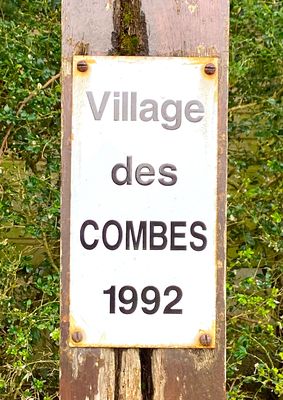 Village
des
COMBES
1992